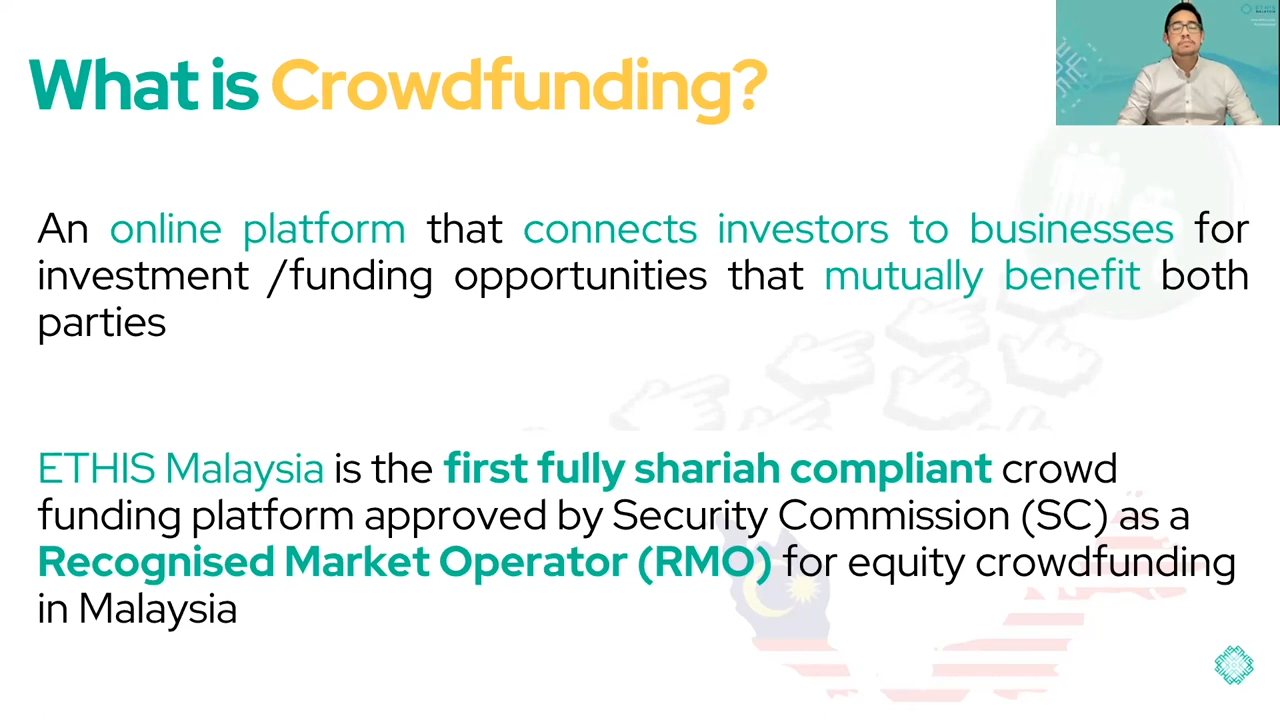 What is Crowdfunding?
An online platform that connects investors to businesses for
investment /funding opportunities that mutually benefit both
parties
ETHIS Malaysia is the first fully shariah compliant crowd
funding platform approved by Security Commission (SC) as a
Recognised Market Operator (RMO) for equity crowdfunding
in Malaysia